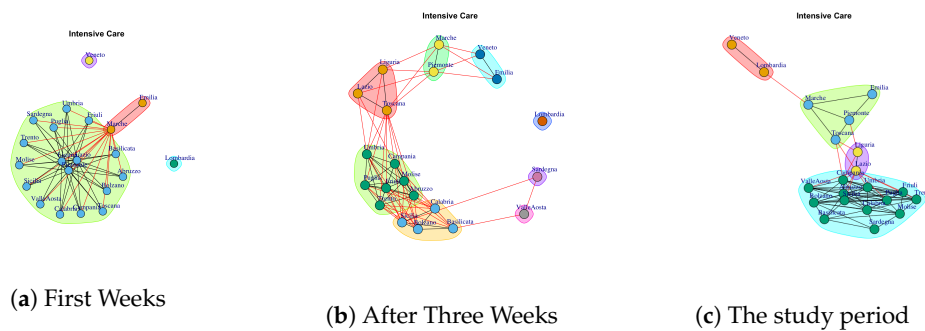 Intensive Care
Veneto
Umbria
Emilia
Sardegna
Puglia
Friuli
Marche
Trento
Basilicata
Lombardia
Molise
Abruzzo
Sicilia
Bolzano
ValleAosta
Calabria
Toscana
(a) First Weeks
Intensive Care
Marche
Veneto
Liguria
Piemonte
Emilia
Lazio
Toscana
Lombardia
Umbria
Campania
Sardegna
Molise
Abruzzo
Calabria
ValleAosta
Bolzano
Basilicata
(b) After Three Weeks
Intensive Care
Veneto
Lombardia
Emilia
Marche
Piemonte
Toscana
Liguria
Lazio
Umbria
ValleAosta
Friuli
Molise
Sardegna
(c) The study period